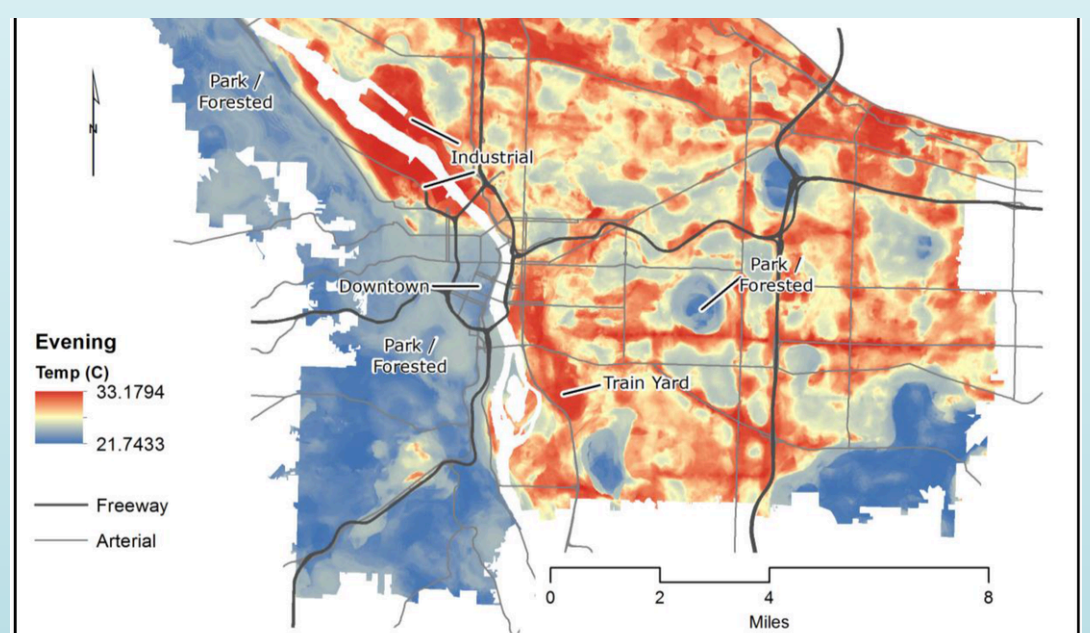 Park /
Forested
N
Industrial
Park /
Forested
Downtown
Park /
Forested
Train Yard
Evening
Temp (C)
33.1794
21.7433
Freeway
Arterial
0 2 4 8
Miles